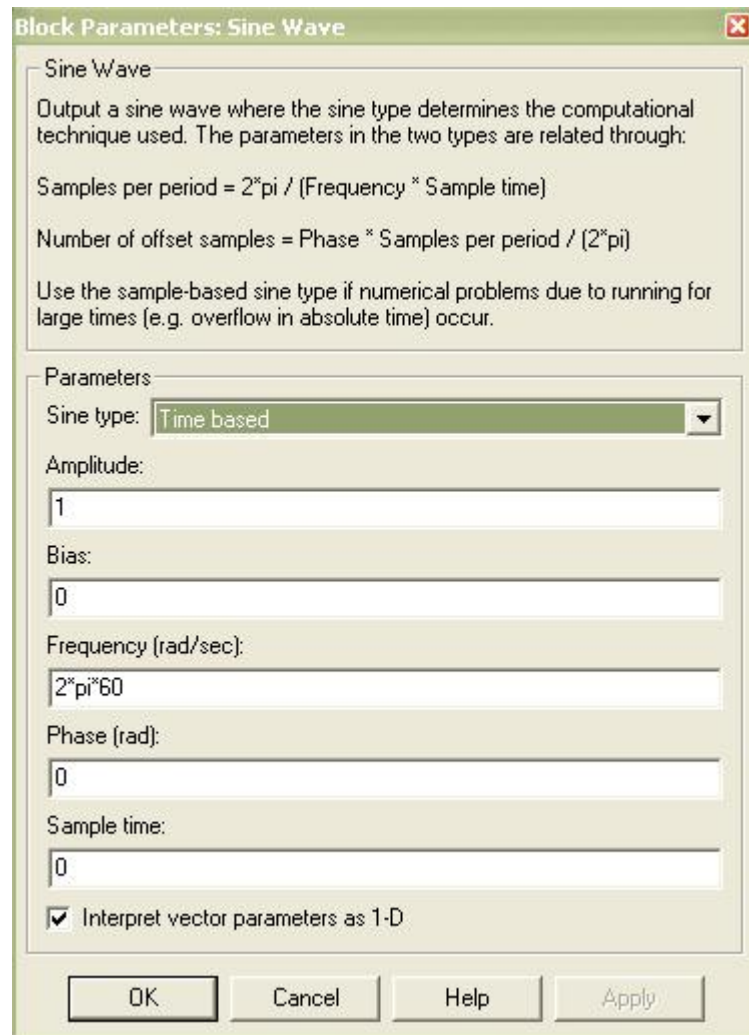 Block Parameters: Sine Wave
Sine Wave
Output a sine wave where the sine type determines the computational
technique used. The parameters in the two types are related through:
Samples per period = 2*pi / (Frequency * Sample time)
Number of offset samples = Phase * Samples per period / (2*pi)
Use the sample-based sine type if numerical problems due to running for
large times (e.g. overflow in absolute time) occur.
Parameters
Sine type: Time based
Amplitude:
1
Bias:
0
Frequency (rad/sec):
2*pi*60
Phase (rad):
0
Sample time:
0
Interpret vector parameters as 1-D
OK Cancel Help Apply